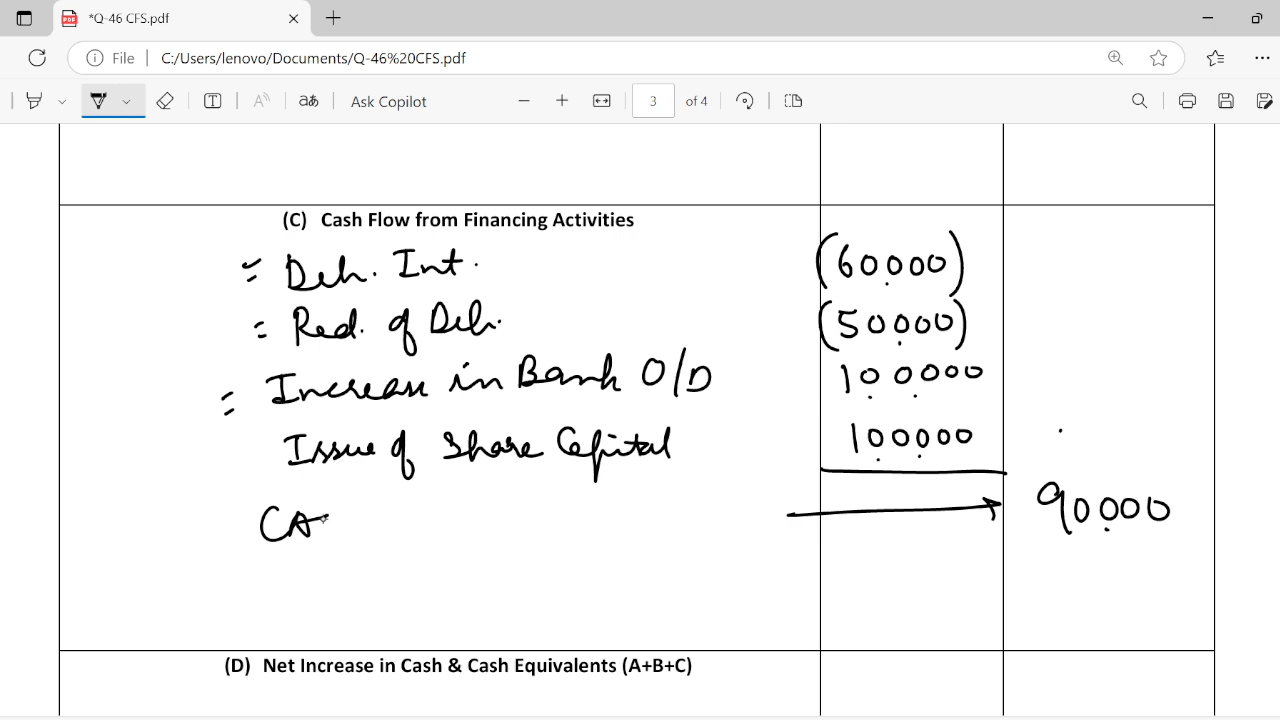 *Q-46 CFS.pdf
File | C:/Users/lenovo/Documents/Q-46%20CFS.pdf
Ask Copilot 3 of 4
(C) Cash Flow from Financing Activities
= Deb. Int. (60000)
= Red. of Deb. (50000)
= Increase in Bank O/D 100000
Issue of Share Capital 100000
CA 90000
(D) Net Increase in Cash & Cash Equivalents (A+B+C)